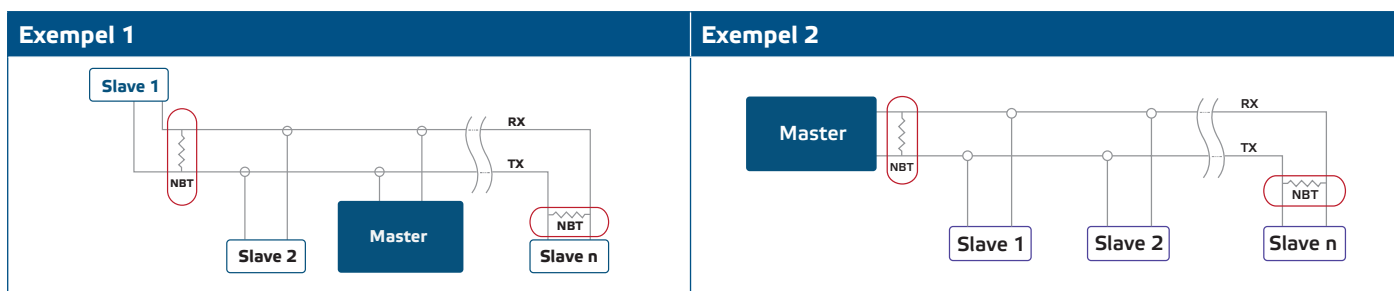 Exempel 1
Slave 1
RX
TX
NBT
NBT
Master
Slave 2
Slave n
Exempel 2
Master
RX
TX
NBT
NBT
Slave 1
Slave 2
Slave n